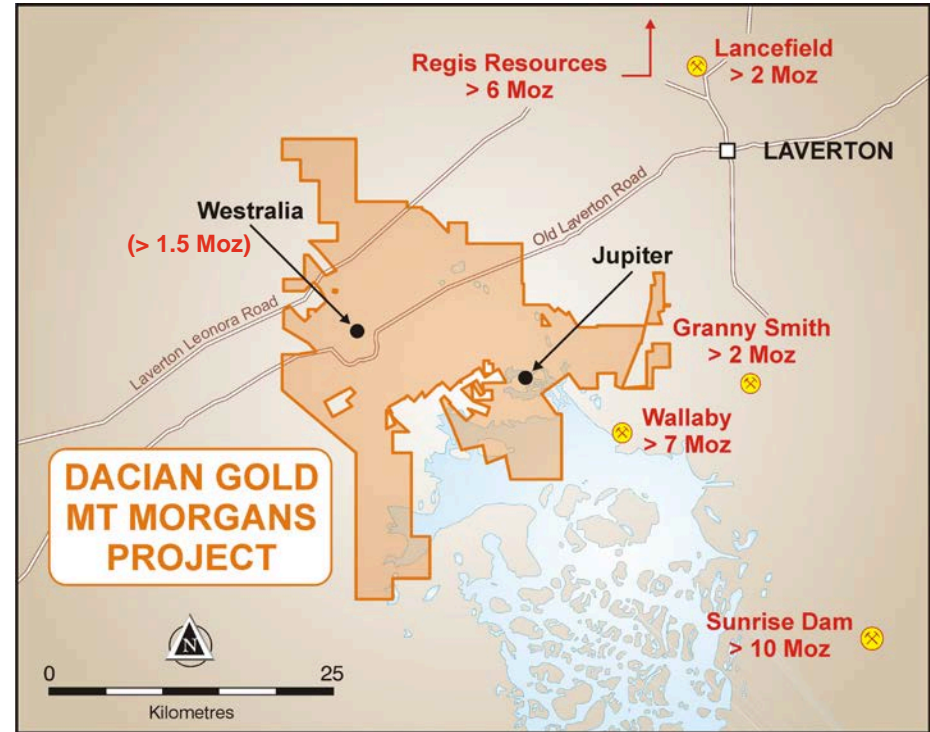 Regis Resources
> 6 Moz
Lancefield
> 2 Moz
LAVERTON
Westralia
(> 1.5 Moz)
Old Laverton Road
Jupiter
Laverton Leonora Road
Granny Smith
> 2 Moz
Wallaby
> 7 Moz
DACIAN GOLD
MT MORGANS
PROJECT
Sunrise Dam
> 10 Moz
N
0
25
Kilometres